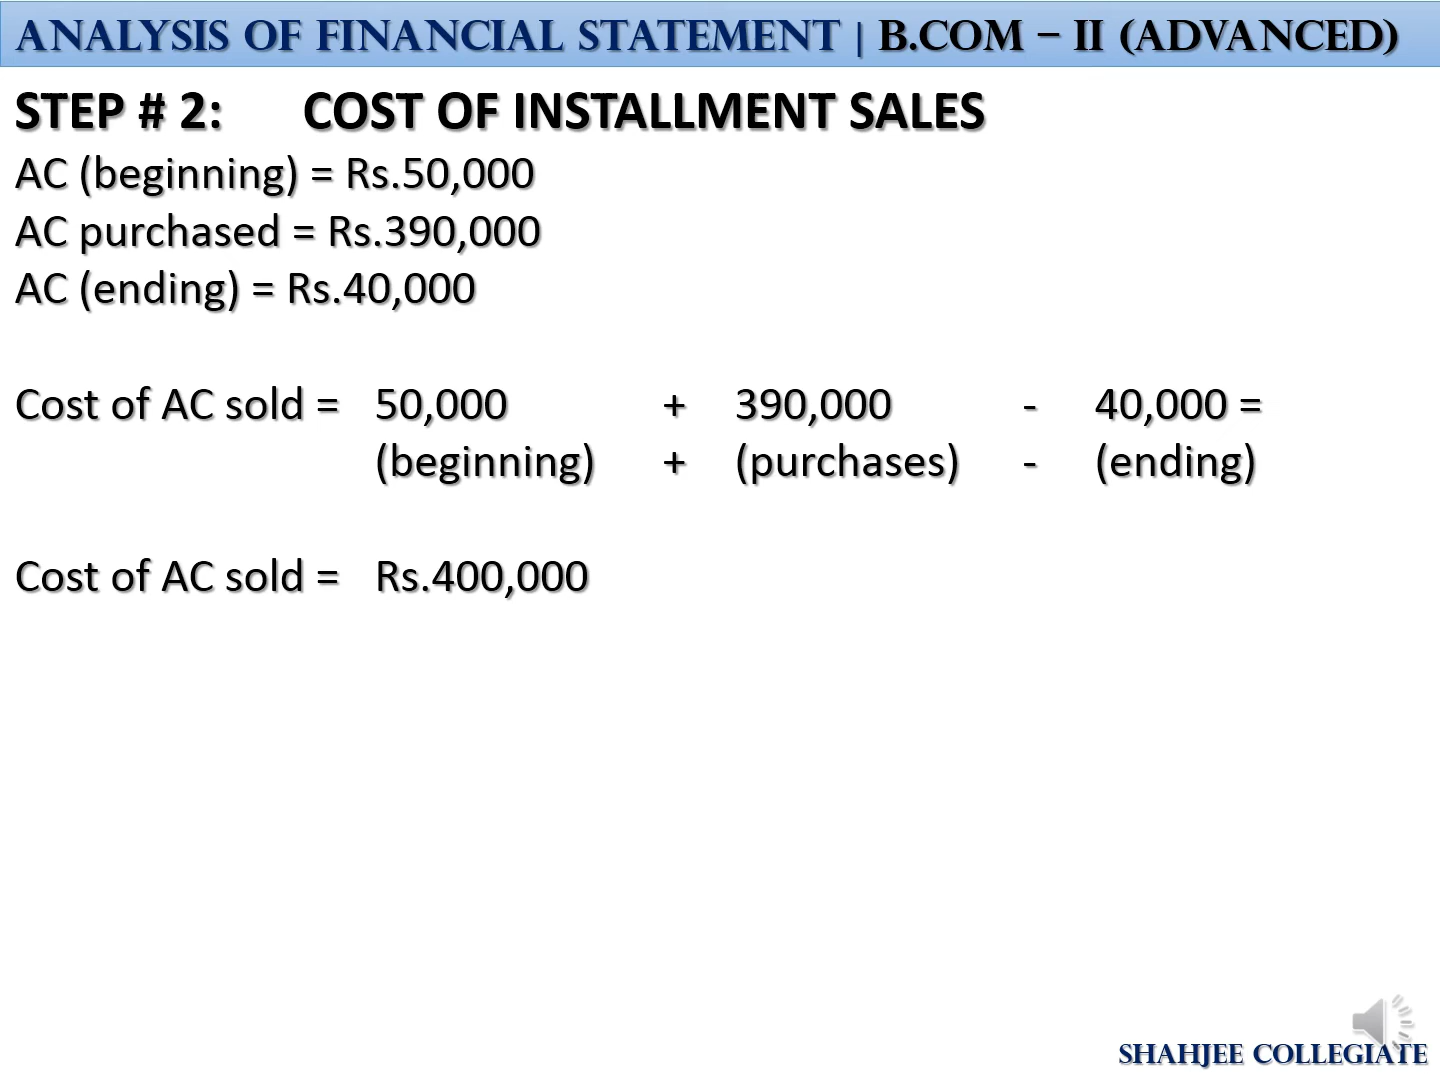 ANALYSIS OF FINANCIAL STATEMENT | B.COM – II (ADVANCED)
STEP # 2: COST OF INSTALLMENT SALES
AC (beginning) = Rs.50,000
AC purchased = Rs.390,000
AC (ending) = Rs.40,000
Cost of AC sold = 50,000 + 390,000 - 40,000 =
(beginning) + (purchases) - (ending)
Cost of AC sold = Rs.400,000
SHAHJEE COLLEGIATE